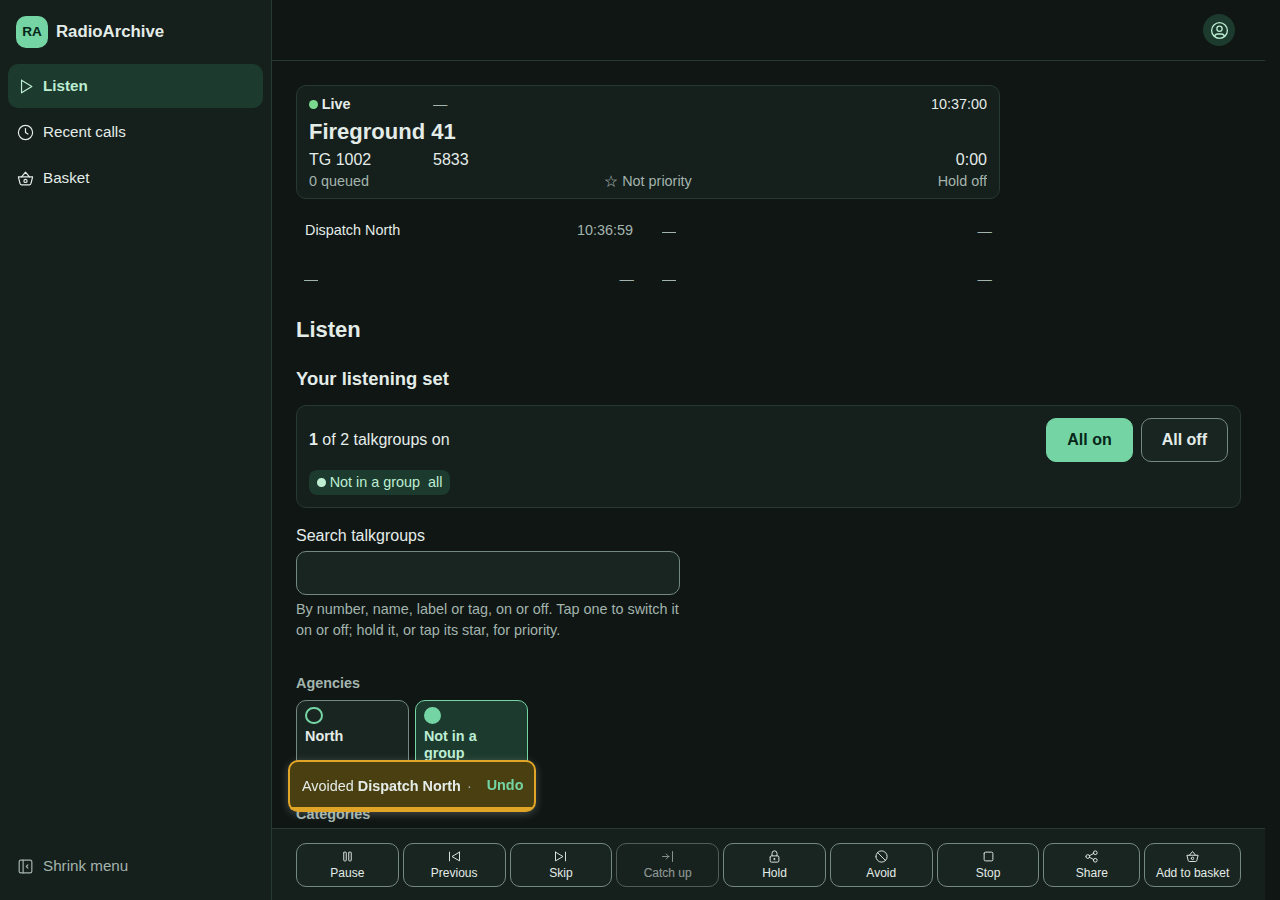 RA RadioArchive
Listen
Recent calls
Basket
Shrink menu
Live — 10:37:00
Fireground 41
TG 1002 5833 0:00
0 queued ☆ Not priority Hold off
Dispatch North 10:36:59 — —
— — — —
Listen
Your listening set
1 of 2 talkgroups on
All on All off
Not in a group all
Search talkgroups
By number, name, label or tag, on or off. Tap one to switch it
on or off; hold it, or tap its star, for priority.
Agencies
North
Not in a
group
Avoided Dispatch North · Undo
Categories
Pause Previous Skip Catch up Hold Avoid Stop Share Add to basket